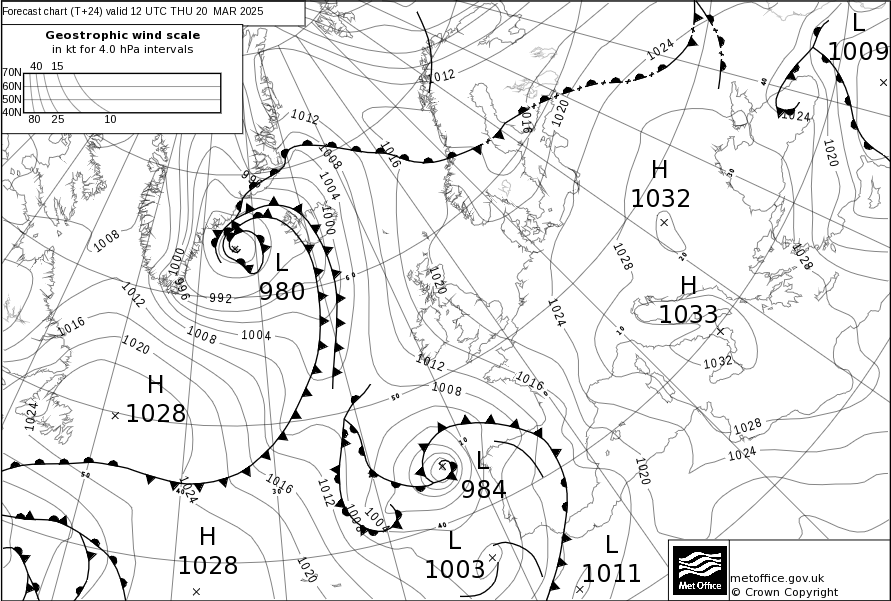 Forecast chart (T+24) valid 12 UTC THU 20 MAR 2025
Geostrophic wind scale
in kt for 4.0 hPa intervals
40 15
70N
60N
50N
40N
80 25 10
L
1009
1024
1012
1020
1016
1024
1012
1008
1016
1020
1004
H
1032
1000
1008
1000
996
L
980
992
1028
1028
1020
H
1033
1012
1016
1008
1004
1024
1020
1032
1012
1016
1008
H
1028
1024
1028
1024
L
984
1020
1024
1016
1012
1008
1004
H
1028
1020
L
1003
L
1011
Met Office
metoffice.gov.uk
© Crown Copyright